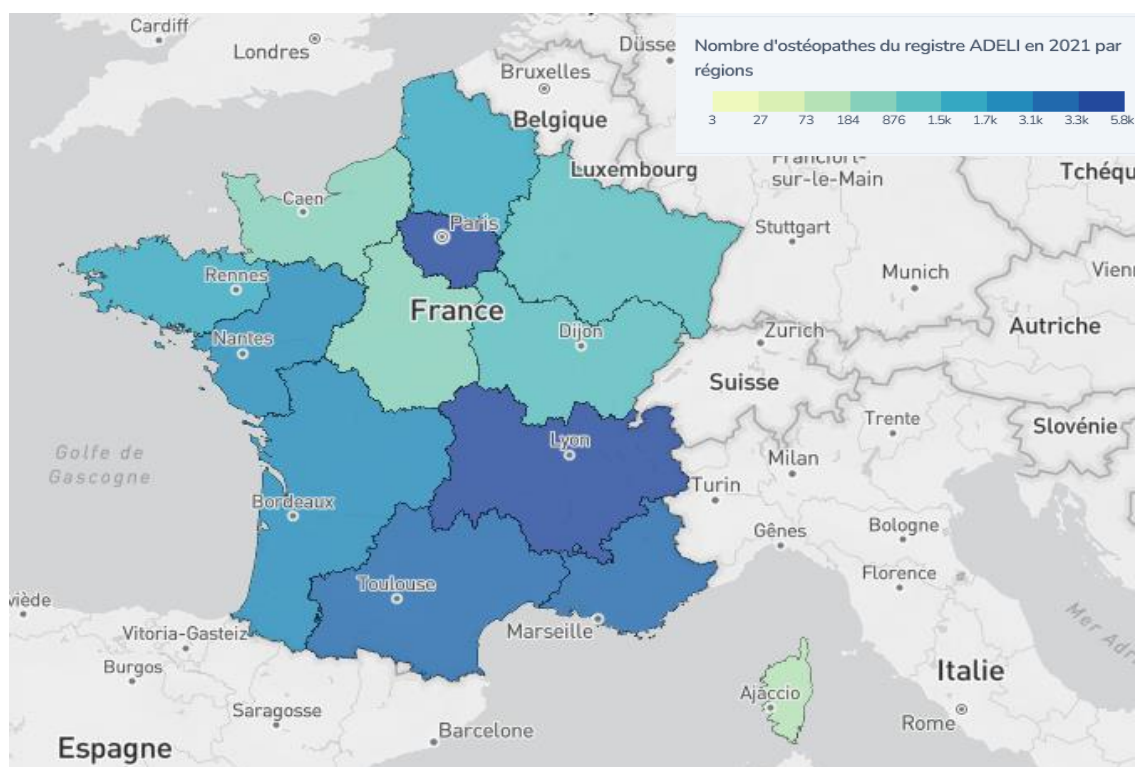 Cardiff
Londres
Düsse
Nombre d'ostéopathes du registre ADELI en 2021 par
régions
3 27 73 184 876 1.5k 1.7k 3.1k 3.3k 5.8k
Bruxelles
Belgique
Luxembourg
Francfort-
sur-le-Main
Tchéqu
Caen
Paris
Stuttgart
Munich
Vienn
Rennes
France
Nantes
Dijon
Zurich
Autriche
Suisse
Trente
Slovénie
Golfe de
Gascogne
Lyon
Milan
Turin
Bordeaux
Gênes
Bologne
Florence
Toulouse
viède
Marseille
Vitoria-Gasteiz
Mer Adr
Burgos
Italie
Ajaccio
Saragosse
Rome
Barcelone
Espagne